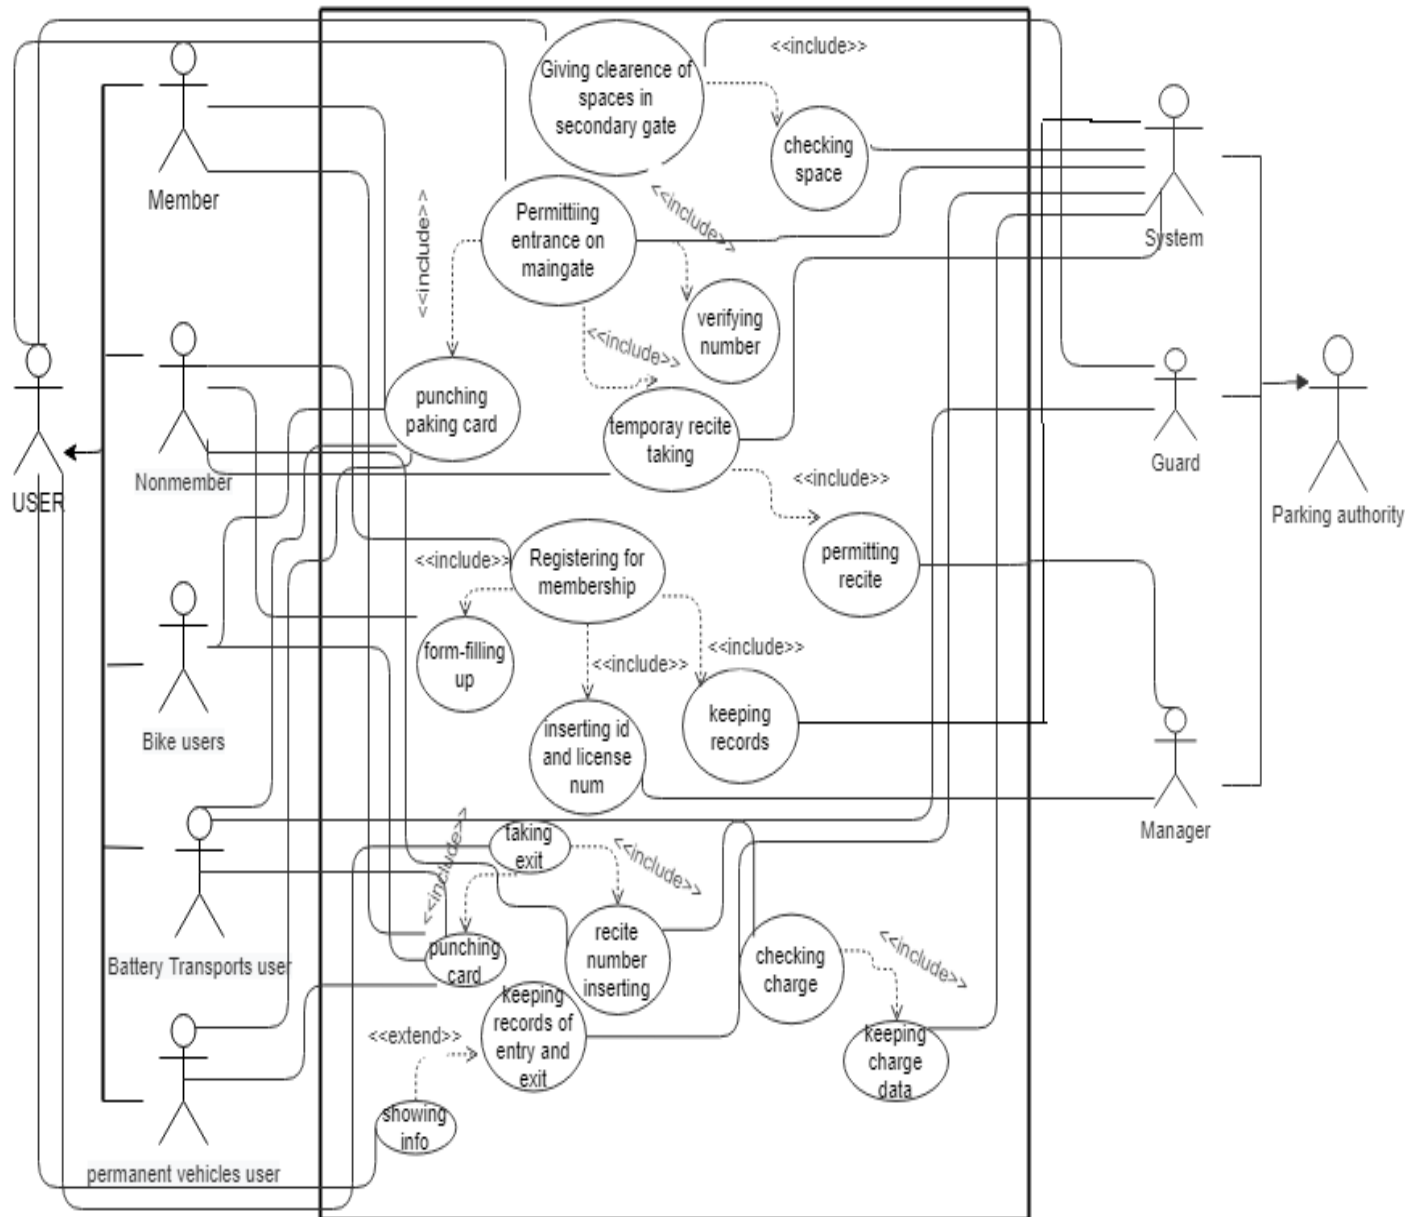 <<include>>
Giving clearence of
spaces in
secondary gate
checking
space
Member
<<include>>
<<include>>
Permittiing
entrance on
maingate
System
verifying
number
<<include>>
punching
paking card
temporay recite
taking
USER
Nonmember
Guard
<<include>>
Parking authority
<<include>>
Registering for
membership
permitting
recite
form-filling
up
<<include>>
<<include>>
Bike users
inserting id
and license
num
keeping
records
Manager
<<include>>
taking
exit
<<include>>
Battery Transports user
punching
card
recite
number
inserting
checking
charge
<<include>>
<<extend>>
keeping
records of
entry and
exit
keeping
charge
data
showing
info
permanent vehicles user